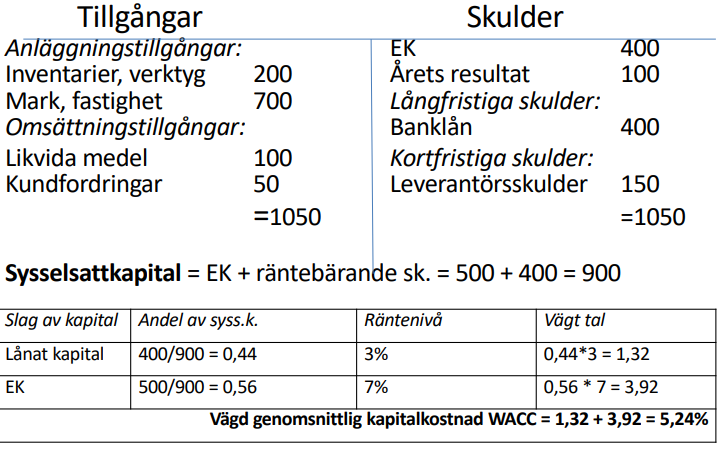 Tillgångar Skulder
Anläggningstillgångar: EK 400
Inventarier, verktyg 200 Årets resultat 100
Mark, fastighet 700 Långfristiga skulder:
Omsättningstillgångar: Banklån 400
Likvida medel 100 Kortfristiga skulder:
Kundfordringar 50 Leverantörsskulder 150
=1050 =1050
Sysselsattkapital = EK + räntebärande sk. = 500 + 400 = 900
Slag av kapital Andel av syss.k. Räntenivå Vägt tal
Lånat kapital 400/900 = 0,44 3% 0,44*3 = 1,32
EK 500/900 = 0,56 7% 0,56 * 7 = 3,92
Vägd genomsnittlig kapitalkostnad WACC = 1,32 + 3,92 = 5,24%